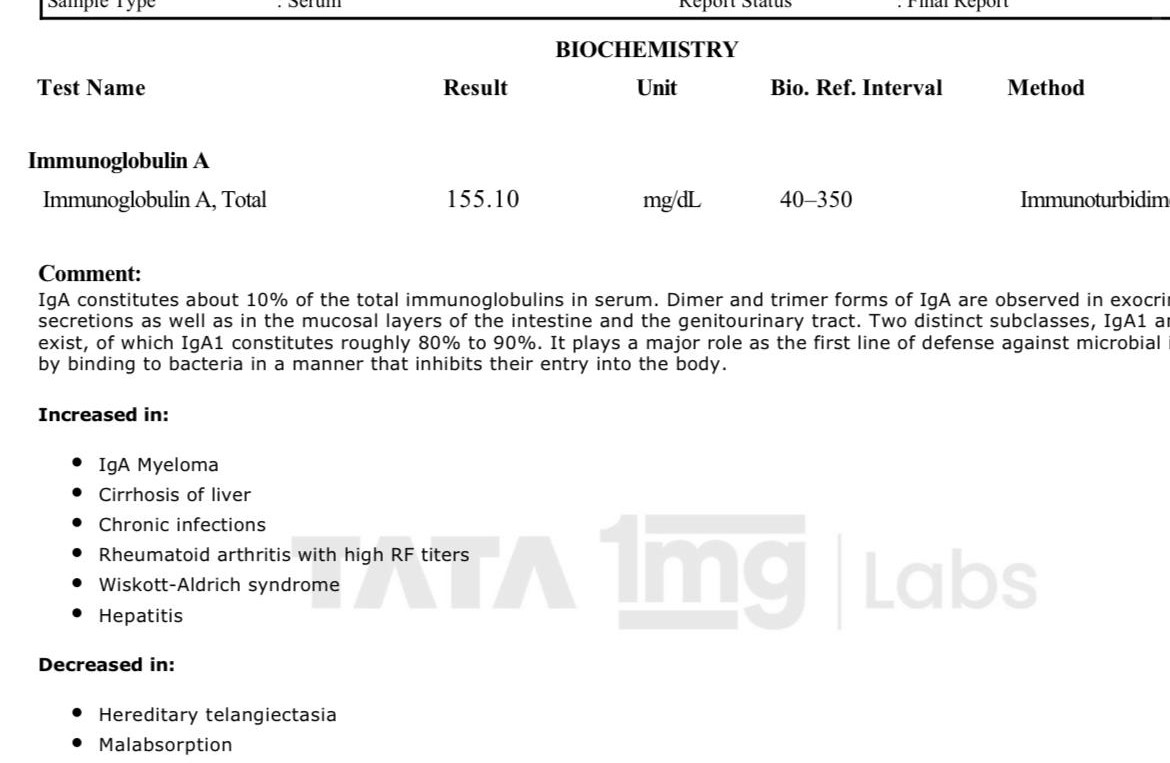 Sample Type : Serum Report Status : Final Report
BIOCHEMISTRY
Test Name Result Unit Bio. Ref. Interval Method
Immunoglobulin A
Immunoglobulin A, Total 155.10 mg/dL 40–350 Immunoturbidim
Comment:
IgA constitutes about 10% of the total immunoglobulins in serum. Dimer and trimer forms of IgA are observed in exocrin
secretions as well as in the mucosal layers of the intestine and the genitourinary tract. Two distinct subclasses, IgA1 an
exist, of which IgA1 constitutes roughly 80% to 90%. It plays a major role as the first line of defense against microbial i
by binding to bacteria in a manner that inhibits their entry into the body.
Increased in:
• IgA Myeloma
• Cirrhosis of liver
• Chronic infections
• Rheumatoid arthritis with high RF titers
• Wiskott-Aldrich syndrome
• Hepatitis
TATA 1mg | Labs
Decreased in:
• Hereditary telangiectasia
• Malabsorption